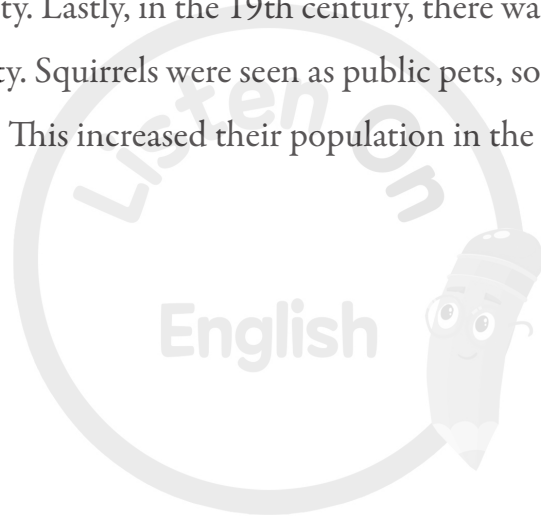 ty. Lastly, in the 19th century, there wa
ty. Squirrels were seen as public pets, so
This increased their population in the
Listen On
English